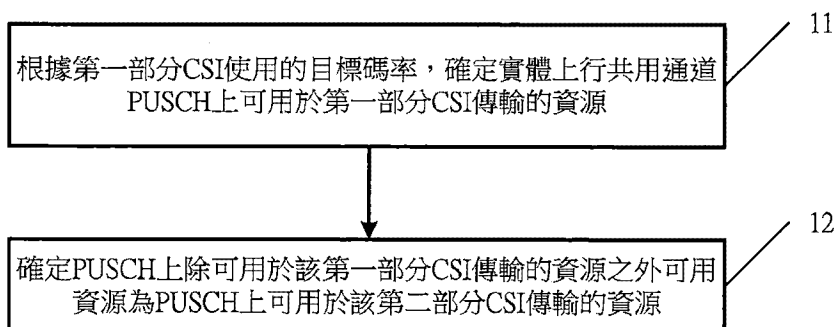 11
根據第一部分CSI使用的目標碼率，確定實體上行共用通道
PUSCH上可用於第一部分CSI傳輸的資源
12
確定PUSCH上除可用於該第一部分CSI傳輸的資源之外可用
資源為PUSCH上可用於該第二部分CSI傳輸的資源